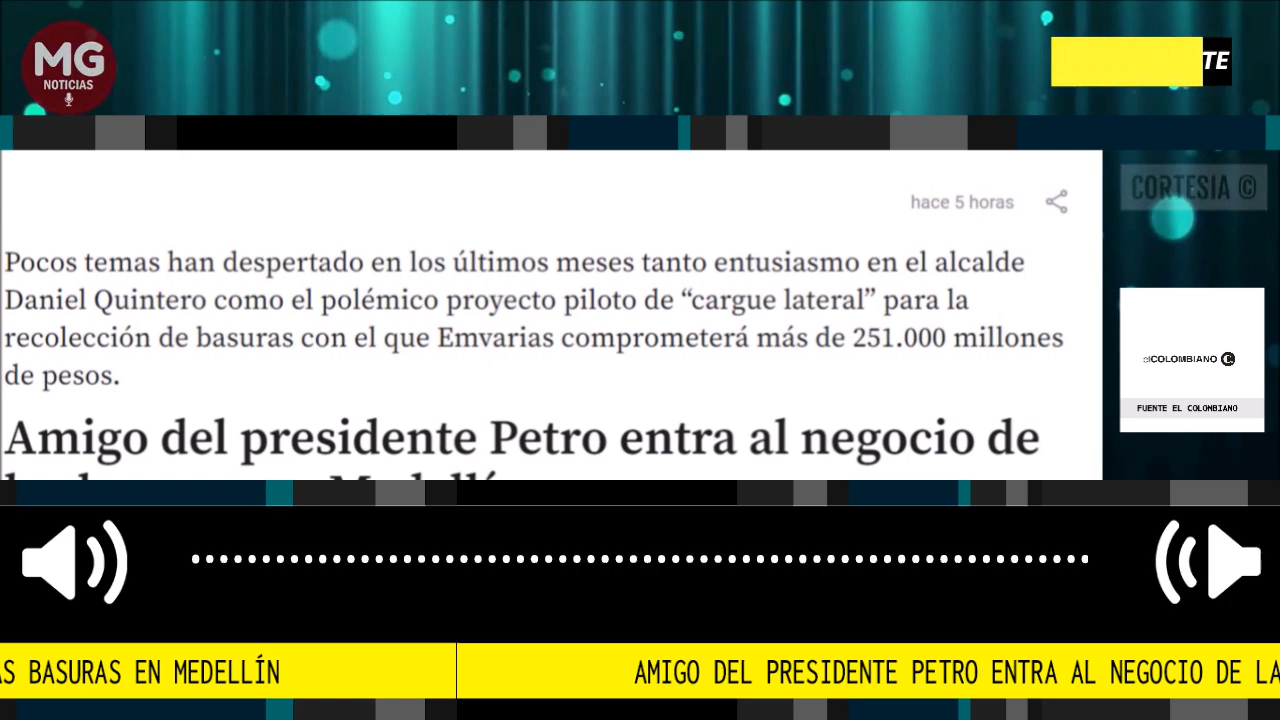 MG
NOTICIAS
TE
CORTESIA ©
hace 5 horas
Pocos temas han despertado en los últimos meses tanto entusiasmo en el alcalde
Daniel Quintero como el polémico proyecto piloto de “cargue lateral” para la
recolección de basuras con el que Emvarias comprometerá más de 251.000 millones
de pesos.
Amigo del presidente Petro entra al negocio de
elCOLOMBIANO C
FUENTE EL COLOMBIANO
AS BASURAS EN MEDELLÍN
AMIGO DEL PRESIDENTE PETRO ENTRA AL NEGOCIO DE LA